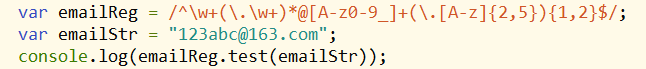 var emailReg = /^\w+(\.\w+)*@[A-z0-9_]+(\.[A-z]{2,5}){1,2}$/;
var emailStr = "123abc@163.com";
console.log(emailReg.test(emailStr));